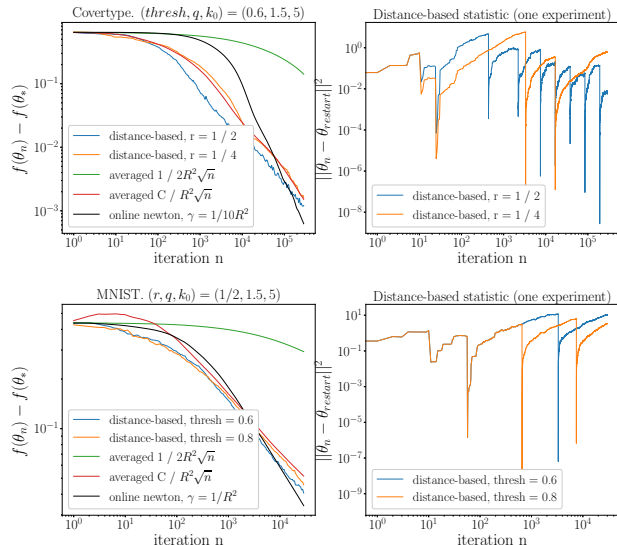 Covertype. (thresh, q, k₀) = (0.6, 1.5, 5)
f(θₙ) − f(θ*)
10⁻¹
10⁻²
10⁻³
distance-based, r = 1 / 2
distance-based, r = 1 / 4
averaged 1 / 2R²√n
averaged C / R²√n
online newton, γ = 1/10R²
10⁰ 10¹ 10² 10³ 10⁴ 10⁵
iteration n
Distance-based statistic (one experiment)
||θₙ − θ_restart||²
10⁰
10⁻²
10⁻⁴
10⁻⁶
10⁻⁸
distance-based, r = 1 / 2
distance-based, r = 1 / 4
10⁰ 10¹ 10² 10³ 10⁴ 10⁵
iteration n
MNIST. (r, q, k₀) = (1/2, 1.5, 5)
f(θₙ) − f(θ*)
10⁻¹
distance-based, thresh = 0.6
distance-based, thresh = 0.8
averaged 1 / 2R²√n
averaged C / R²√n
online newton, γ = 1/R²
10⁰ 10¹ 10² 10³ 10⁴
iteration n
Distance-based statistic (one experiment)
||θₙ − θ_restart||²
10¹
10⁻¹
10⁻³
10⁻⁵
10⁻⁷
10⁻⁹
distance-based, thresh = 0.6
distance-based, thresh = 0.8
10⁰ 10¹ 10² 10³ 10⁴
iteration n